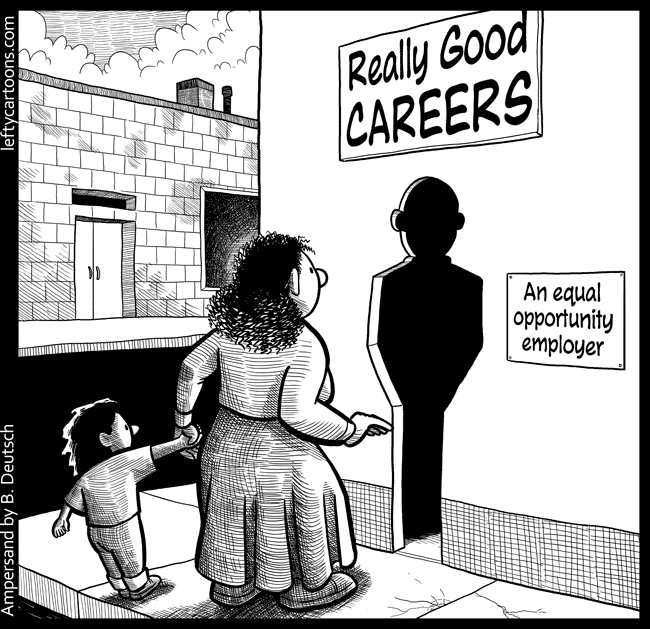 leftycartoons.com
Really Good
CAREERS
An equal
opportunity
employer
Ampersand by B. Deutsch